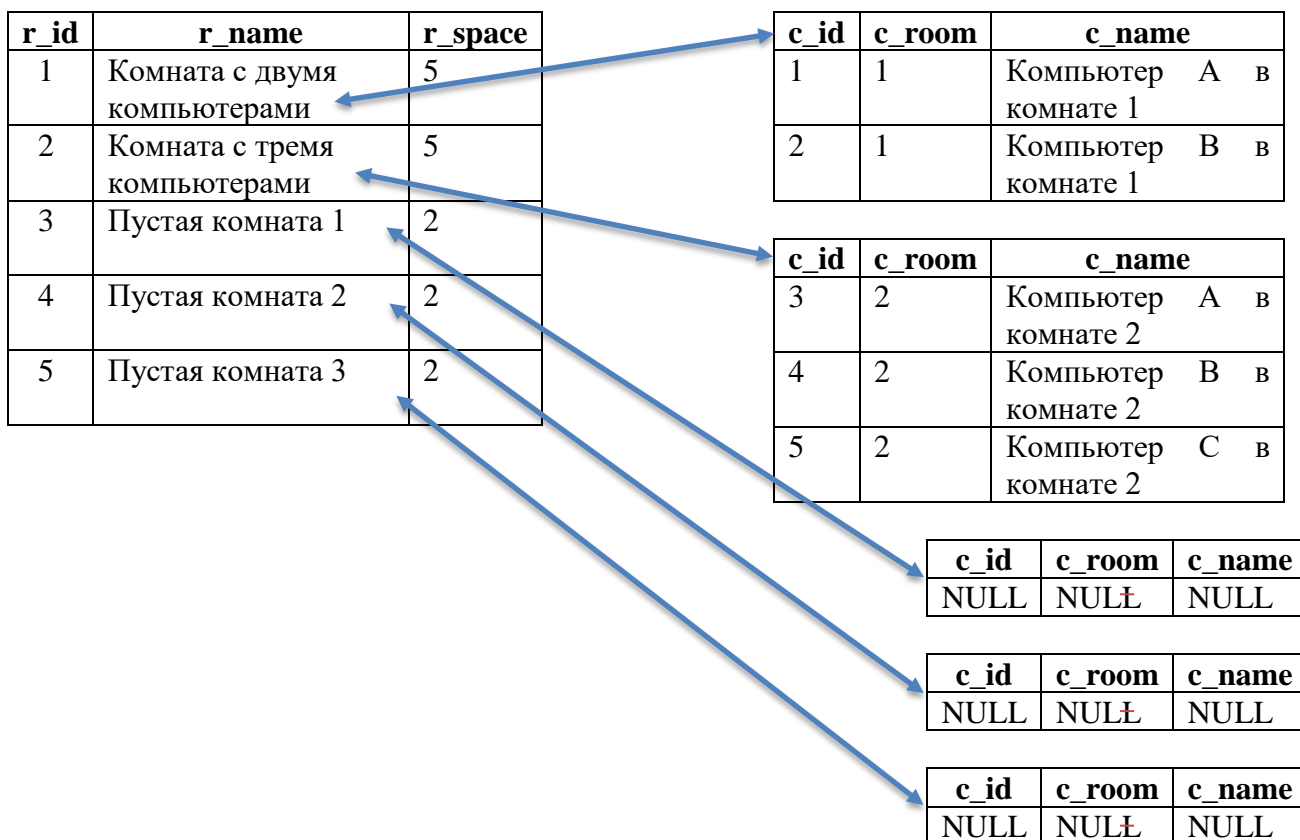 r_id r_name r_space
1 Комната с двумя 5
компьютерами
2 Комната с тремя 5
компьютерами
3 Пустая комната 1 2
4 Пустая комната 2 2
5 Пустая комната 3 2
c_id c_room c_name
1 1 Компьютер A в
комнате 1
2 1 Компьютер B в
комнате 1
c_id c_room c_name
3 2 Компьютер A в
комнате 2
4 2 Компьютер B в
комнате 2
5 2 Компьютер C в
комнате 2
c_id c_room c_name
NULL NULL NULL
c_id c_room c_name
NULL NULL NULL
c_id c_room c_name
NULL NULL NULL